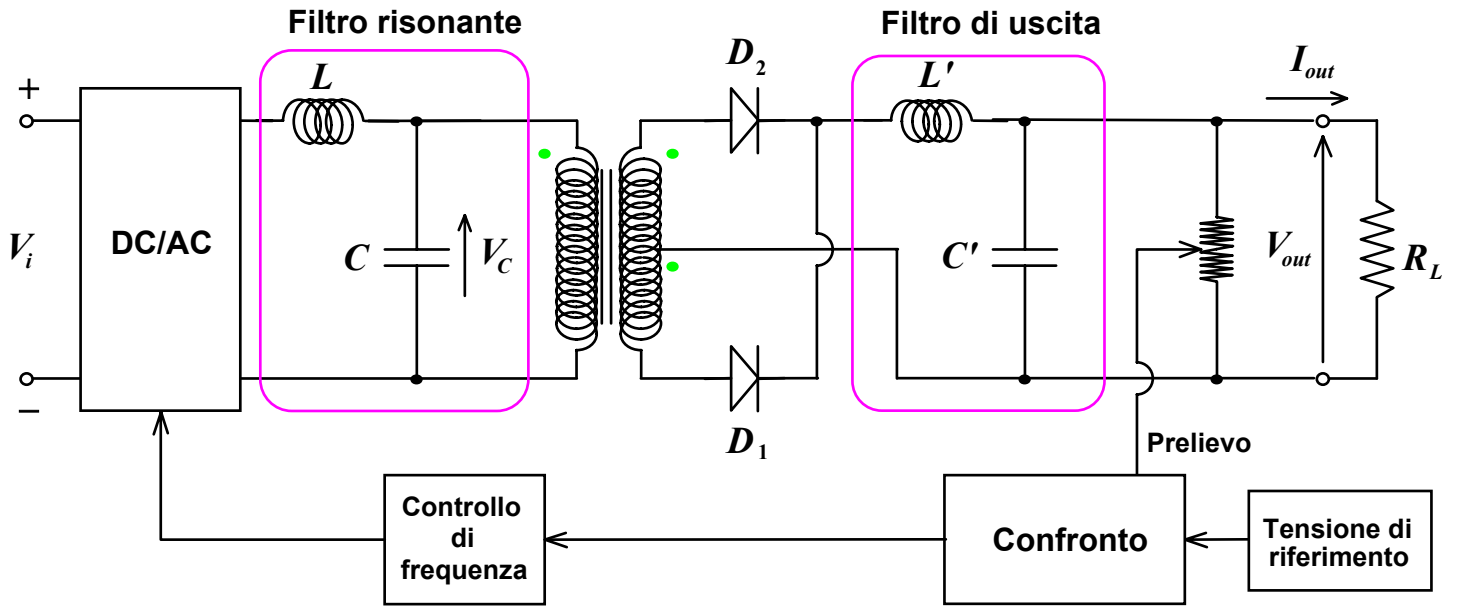 Filtro risonante
Filtro di uscita
L
D2
L'
Iout
+
Vi
DC/AC
C
VC
C'
Vout
RL
−
D1
Prelievo
Controllo
di
frequenza
Confronto
Tensione di
riferimento